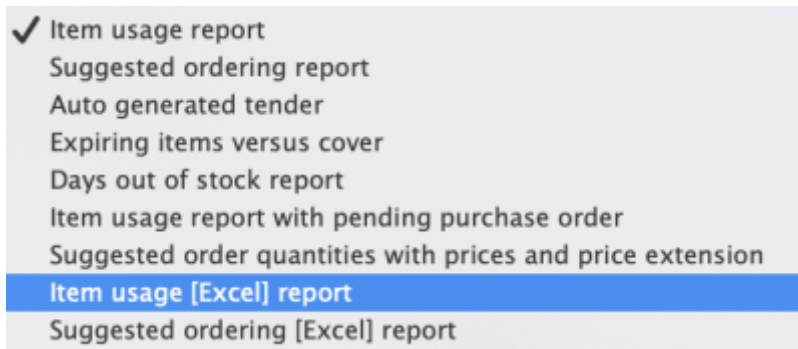 Item usage report
Suggested ordering report
Auto generated tender
Expiring items versus cover
Days out of stock report
Item usage report with pending purchase order
Suggested order quantities with prices and price extension
Item usage [Excel] report
Suggested ordering [Excel] report